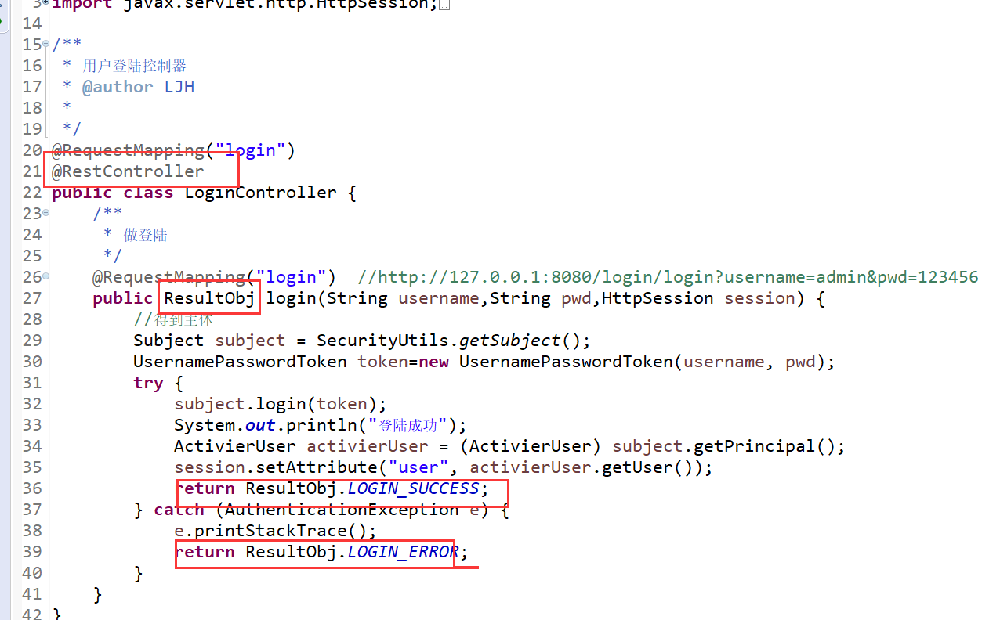 3 import javax.servlet.http.HttpSession;
14
15 /**
16  * 用户登陆控制器
17  * @author LJH
18  *
19  */
20 @RequestMapping("login")
21 @RestController
22 public class LoginController {
23     /**
24      * 做登陆
25      */
26     @RequestMapping("login")  //http://127.0.0.1:8080/login/login?username=admin&pwd=123456
27     public ResultObj login(String username,String pwd,HttpSession session) {
28         //得到主体
29         Subject subject = SecurityUtils.getSubject();
30         UsernamePasswordToken token=new UsernamePasswordToken(username, pwd);
31         try {
32             subject.login(token);
33             System.out.println("登陆成功");
34             ActivierUser activierUser = (ActivierUser) subject.getPrincipal();
35             session.setAttribute("user", activierUser.getUser());
36             return ResultObj.LOGIN_SUCCESS;
37         } catch (AuthenticationException e) {
38             e.printStackTrace();
39             return ResultObj.LOGIN_ERROR;
40         }
41     }
42 }